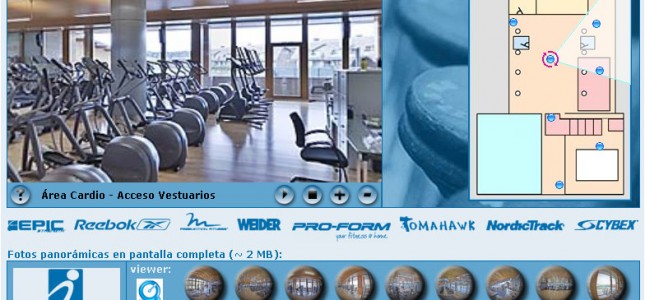 ?
Área Cardio - Acceso Vestuarios
EPIC Reebok WEIDER PRO-FORM TOMAHAWK NordicTrack CYBEX
your fitness @ home.
Fotos panorámicas en pantalla completa (~ 2 MB):
viewer: